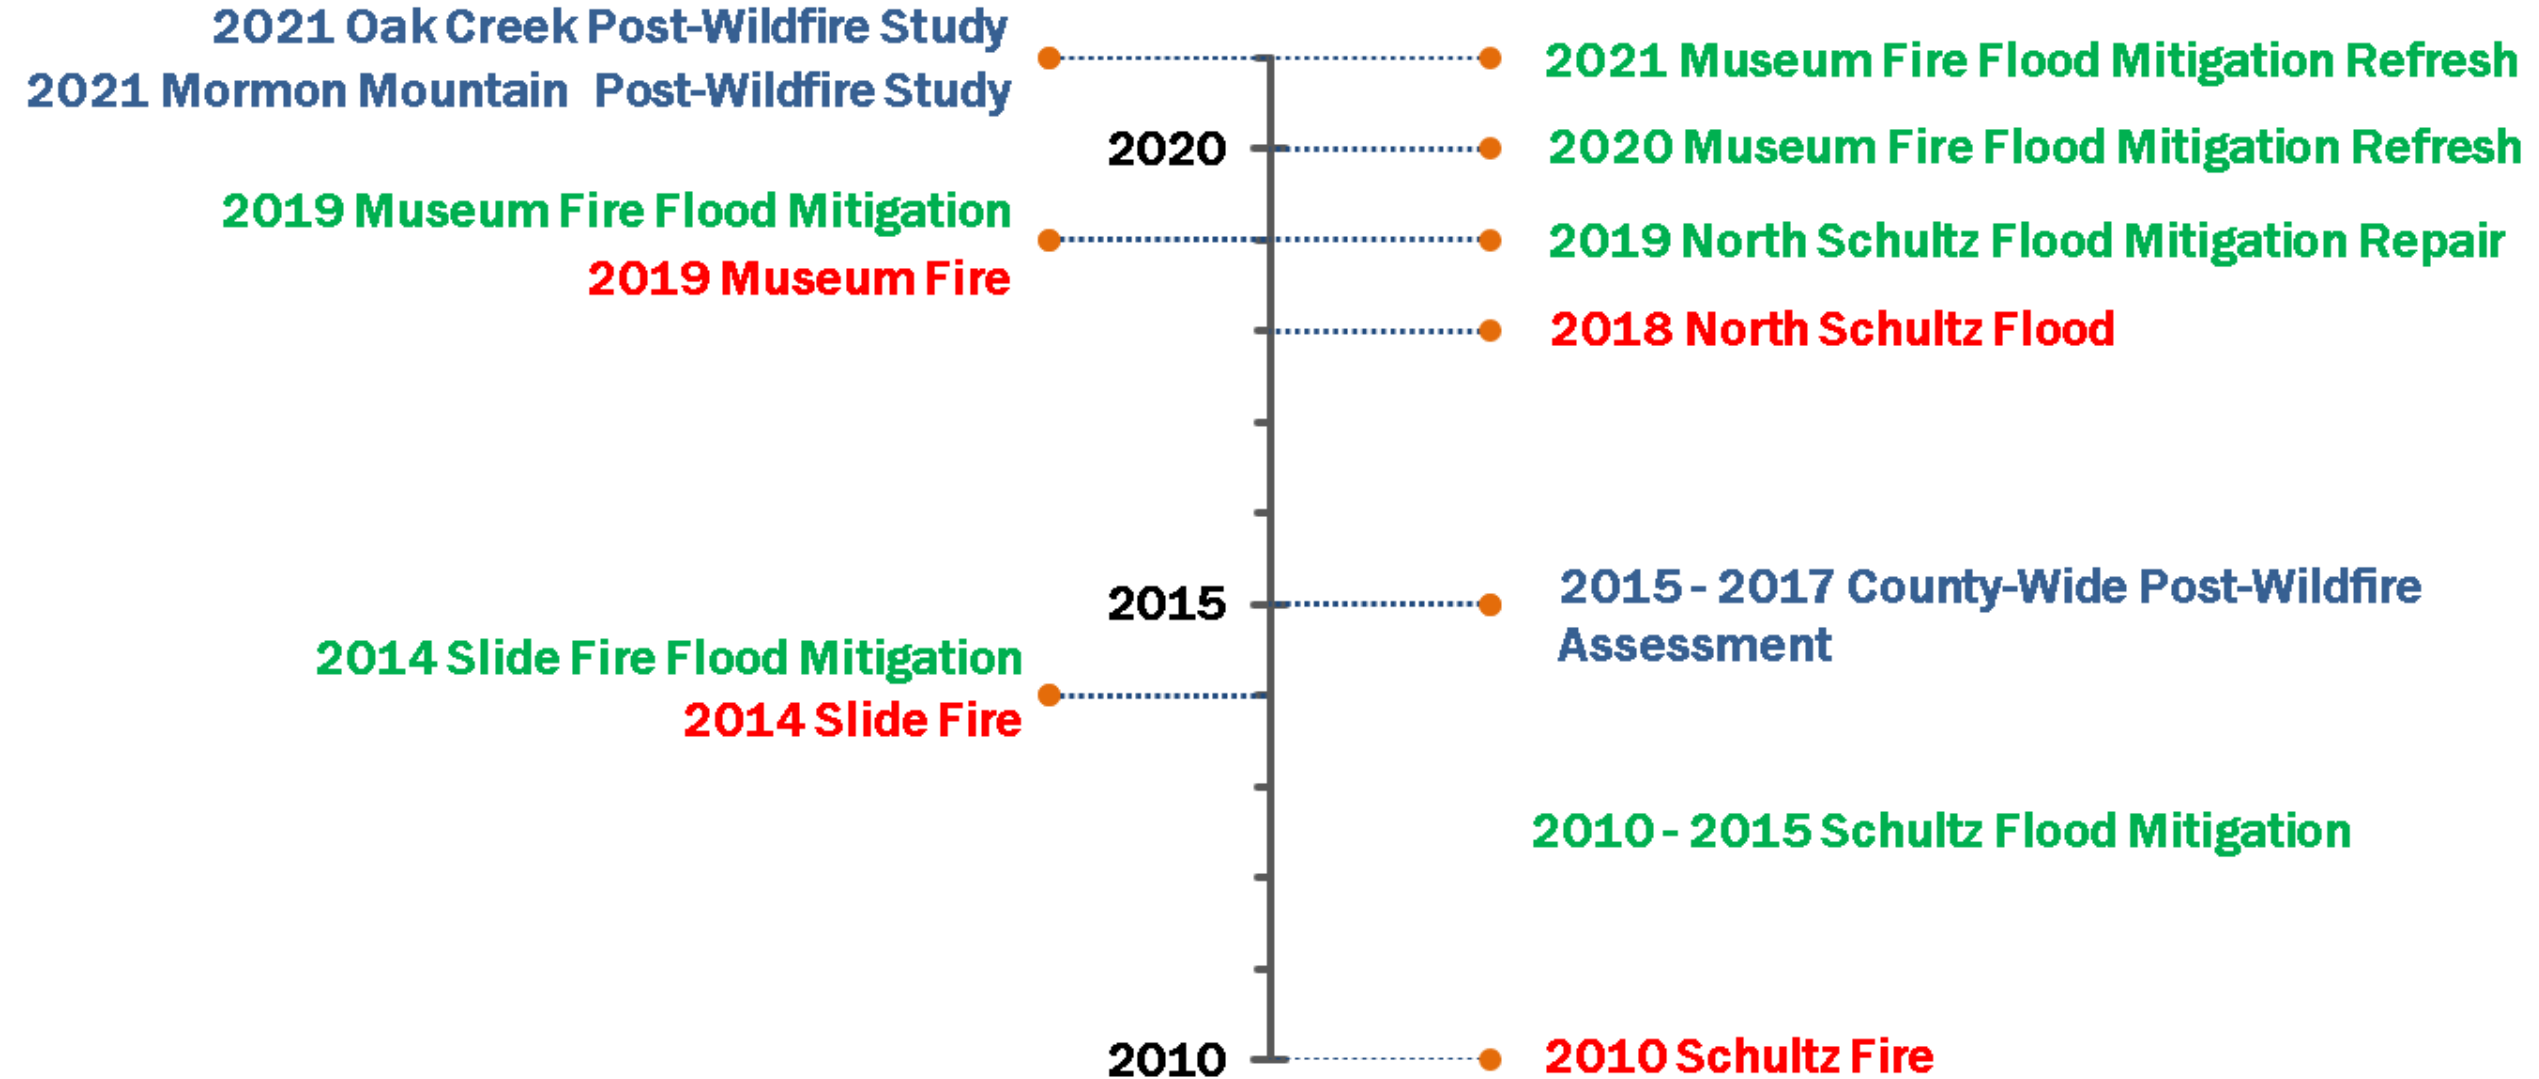 2021 Oak Creek Post-Wildfire Study
2021 Mormon Mountain Post-Wildfire Study
2021 Museum Fire Flood Mitigation Refresh
2020
2020 Museum Fire Flood Mitigation Refresh
2019 Museum Fire Flood Mitigation
2019 Museum Fire
2019 North Schultz Flood Mitigation Repair
2018 North Schultz Flood
2015
2015 - 2017 County-Wide Post-Wildfire
Assessment
2014 Slide Fire Flood Mitigation
2014 Slide Fire
2010 - 2015 Schultz Flood Mitigation
2010
2010 Schultz Fire